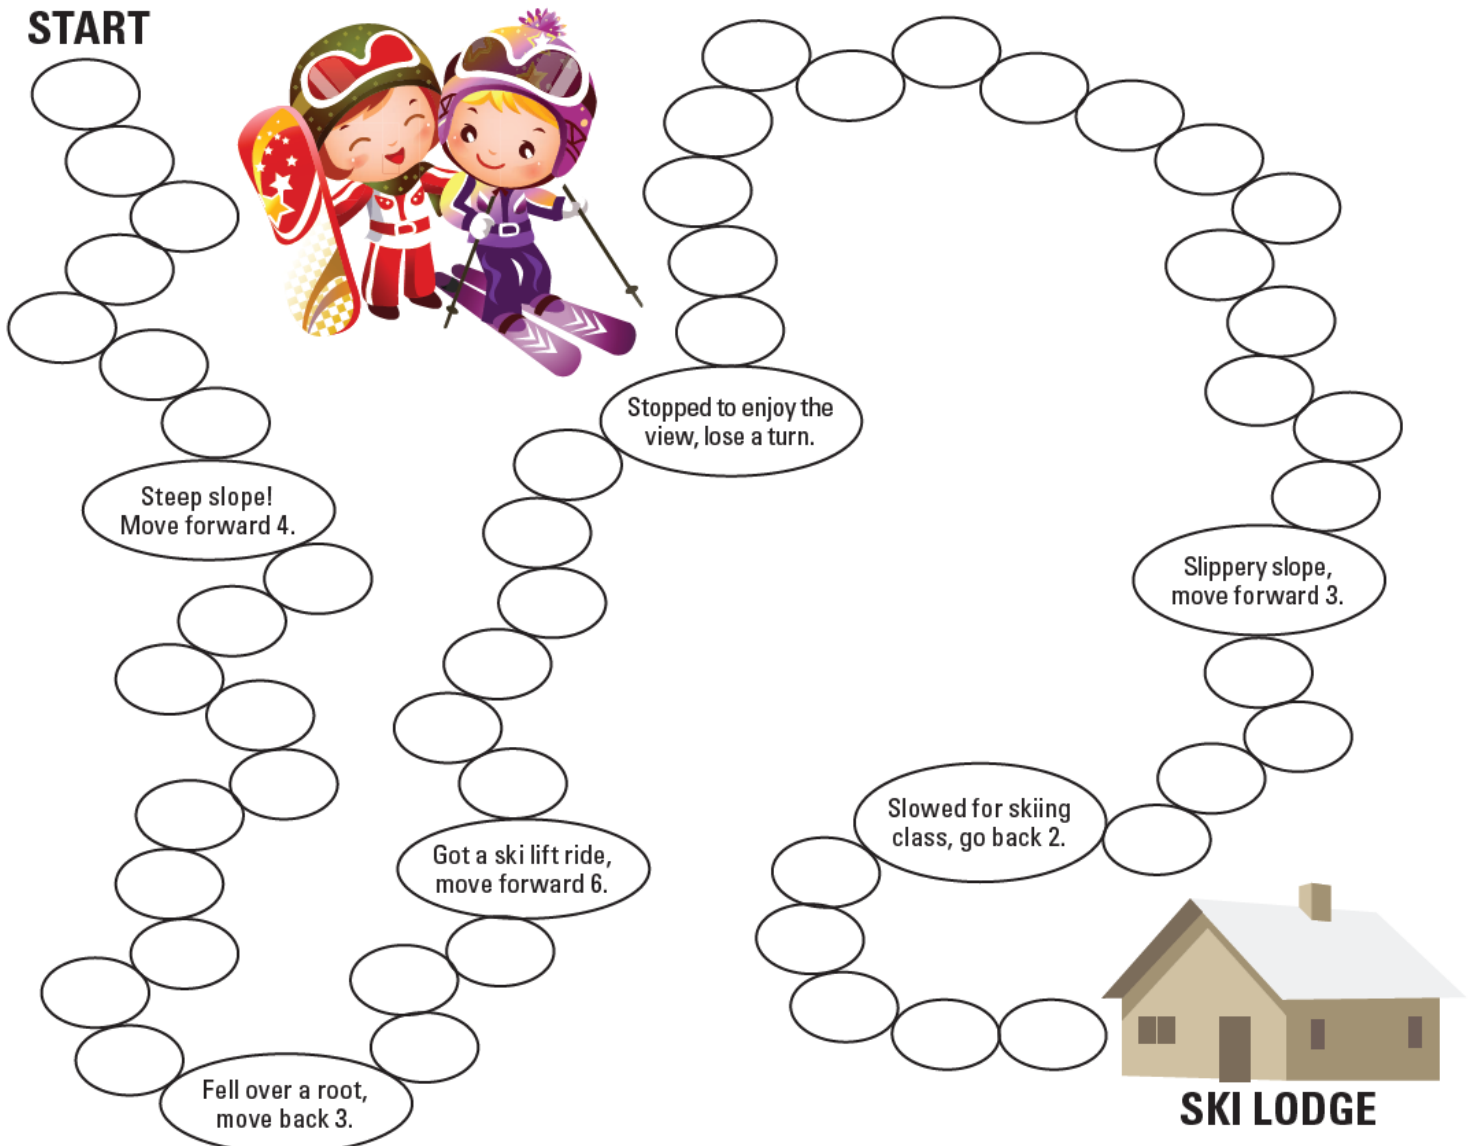 START
Steep slope!
Move forward 4.
Fell over a root,
move back 3.
Got a ski lift ride,
move forward 6.
Stopped to enjoy the
view, lose a turn.
Slippery slope,
move forward 3.
Slowed for skiing
class, go back 2.
SKI LODGE